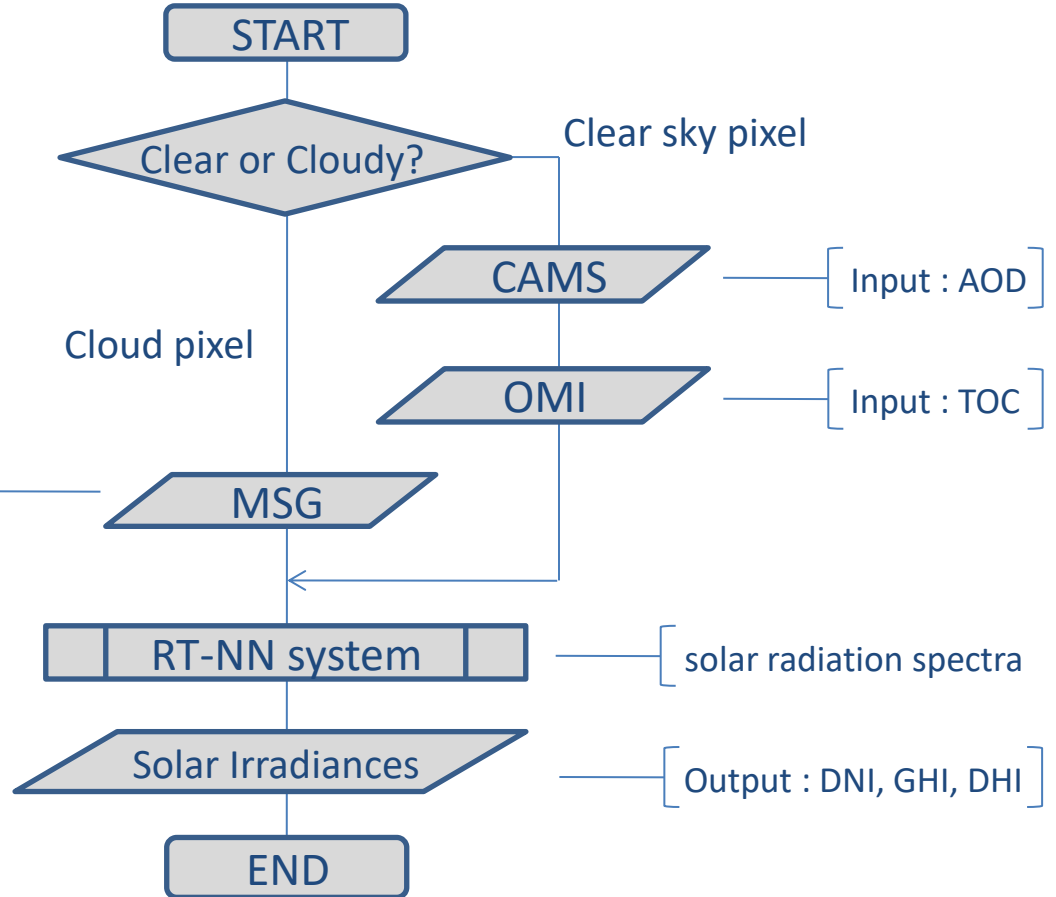 START
Clear or Cloudy?
Clear sky pixel
CAMS
Input : AOD
Cloud pixel
OMI
Input : TOC
MSG
RT-NN system
solar radiation spectra
Solar Irradiances
Output : DNI, GHI, DHI
END